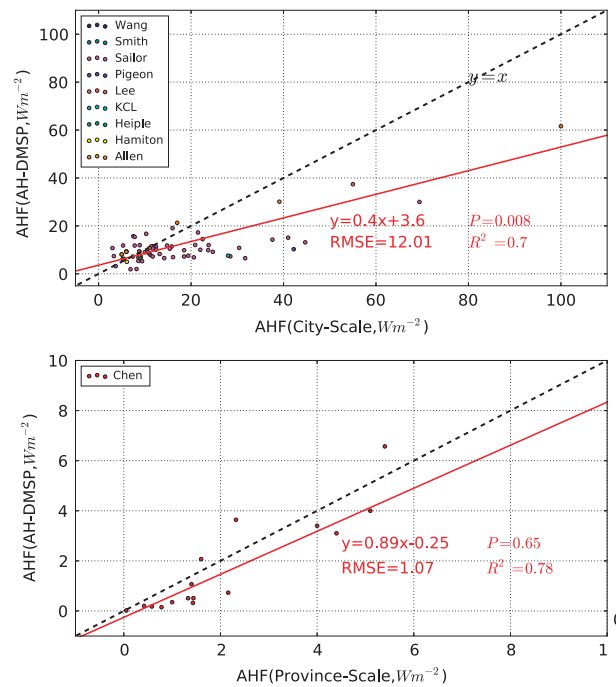 100
80
60
40
20
0
AHF(AH-DMSP, Wm⁻²)
Wang
Smith
Sailor
Pigeon
Lee
KCL
Heiple
Hamiton
Allen
y=x
y=0.4x+3.6 P=0.008
RMSE=12.01 R² =0.7
0 20 40 60 80 100
AHF(City-Scale, Wm⁻²)
10
8
6
4
2
0
AHF(AH-DMSP, Wm⁻²)
Chen
y=0.89x-0.25 P=0.65
RMSE=1.07 R² =0.78
0 2 4 6 8 1
AHF(Province-Scale, Wm⁻²)